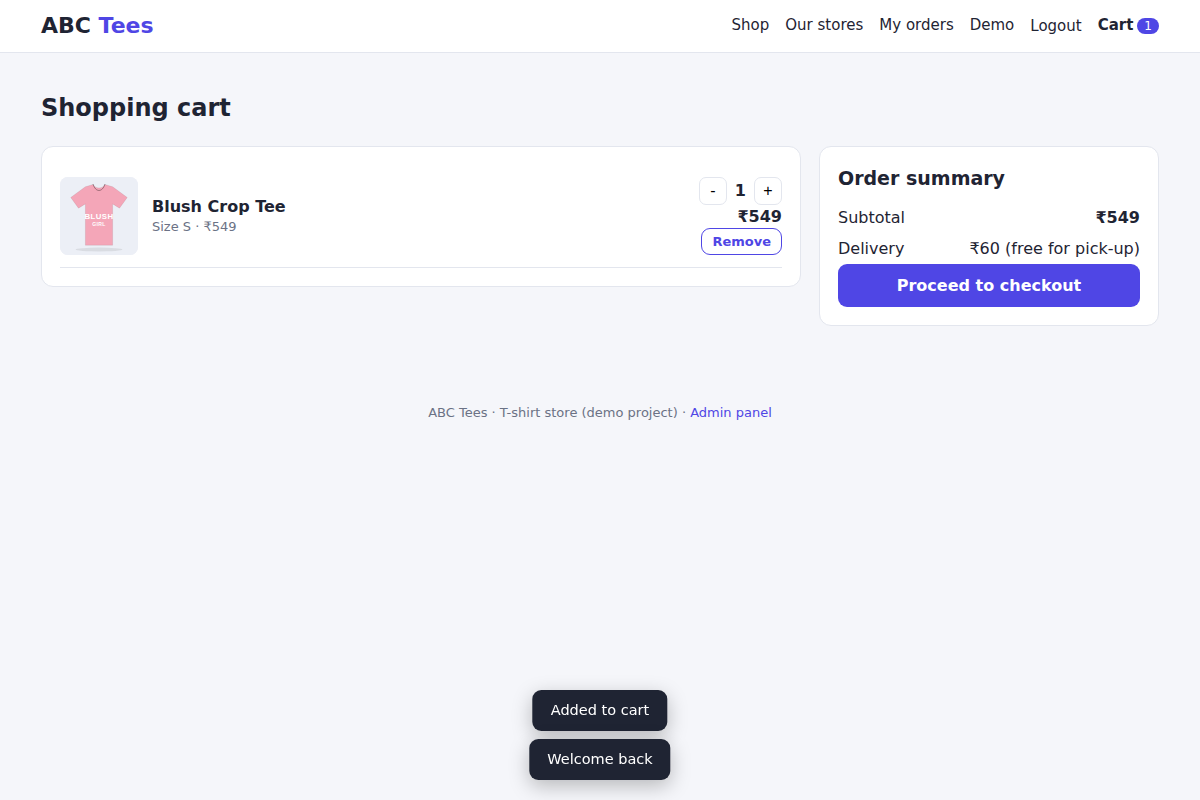 ABC Tees
Shop Our stores My orders Demo Logout Cart 1
Shopping cart
BLUSH
GIRL
Blush Crop Tee
Size S · ₹549
- 1 +
₹549
Remove
Order summary
Subtotal ₹549
Delivery ₹60 (free for pick-up)
Proceed to checkout
ABC Tees · T-shirt store (demo project) · Admin panel
Added to cart
Welcome back